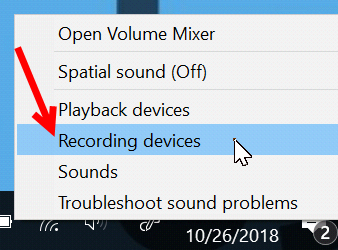 Open Volume Mixer
Spatial sound (Off)
Playback devices
Recording devices
Sounds
Troubleshoot sound problems
10/26/2018
2